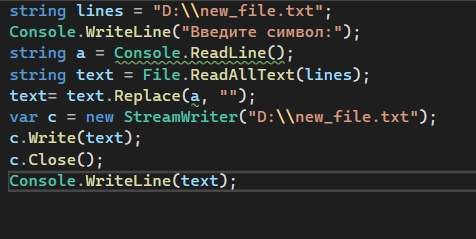 string lines = "D:\\new_file.txt";
Console.WriteLine("Введите символ:");
string a = Console.ReadLine();
string text = File.ReadAllText(lines);
text= text.Replace(a, "");
var c = new StreamWriter("D:\\new_file.txt");
c.Write(text);
c.Close();
Console.WriteLine(text);